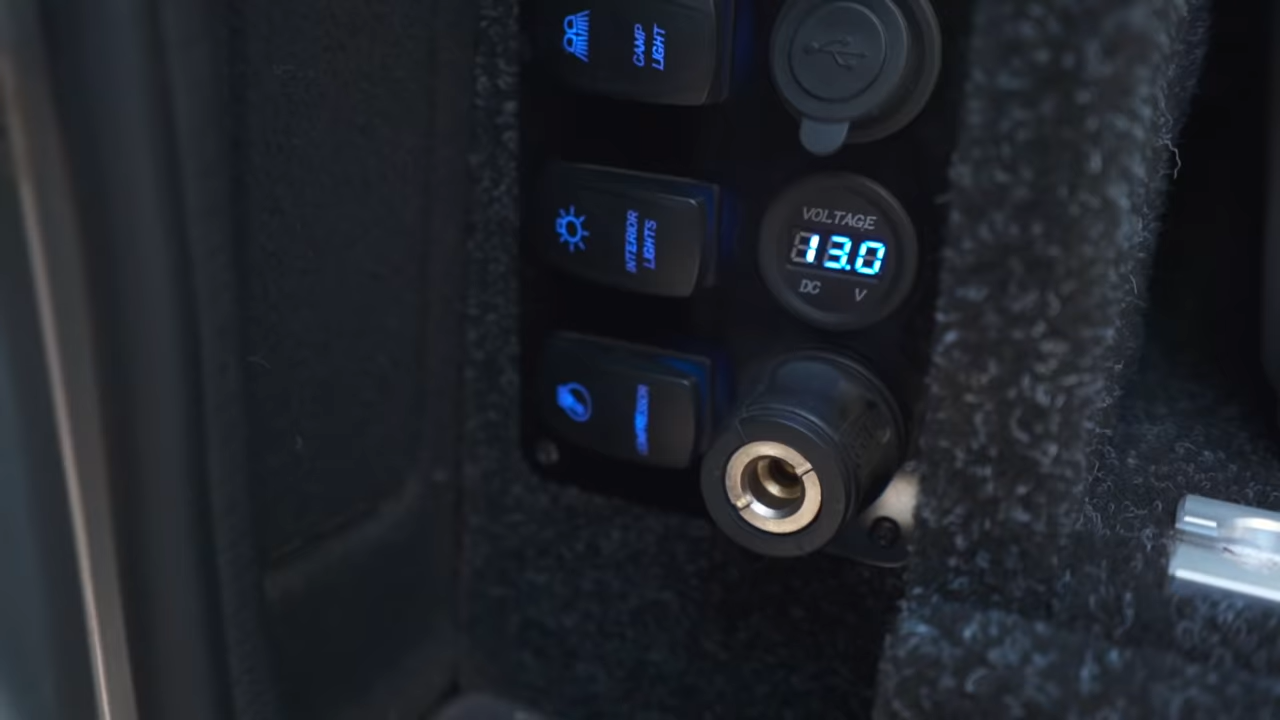 CAMP
LIGHT
INTERIOR
LIGHTS
VOLTAGE
13.0
DC V
COMPRESSOR